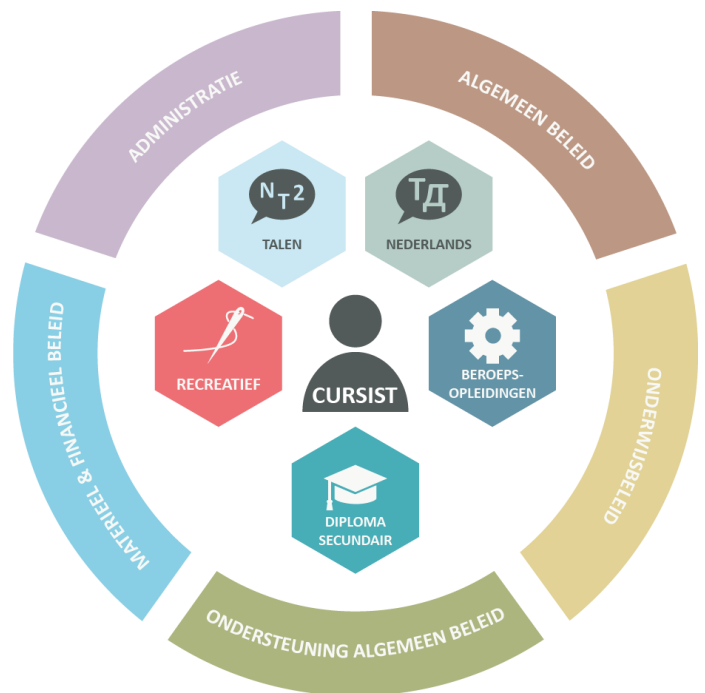 ADMINISTRATIE
ALGEMEEN BELEID
NT2
TALEN
TД
NEDERLANDS
RECREATIEF
CURSIST
BEROEPS-
OPLEIDINGEN
DIPLOMA
SECUNDAIR
MATERIEEL & FINANCIEEL BELEID
ONDERWIJSBELEID
ONDERSTEUNING ALGEMEEN BELEID